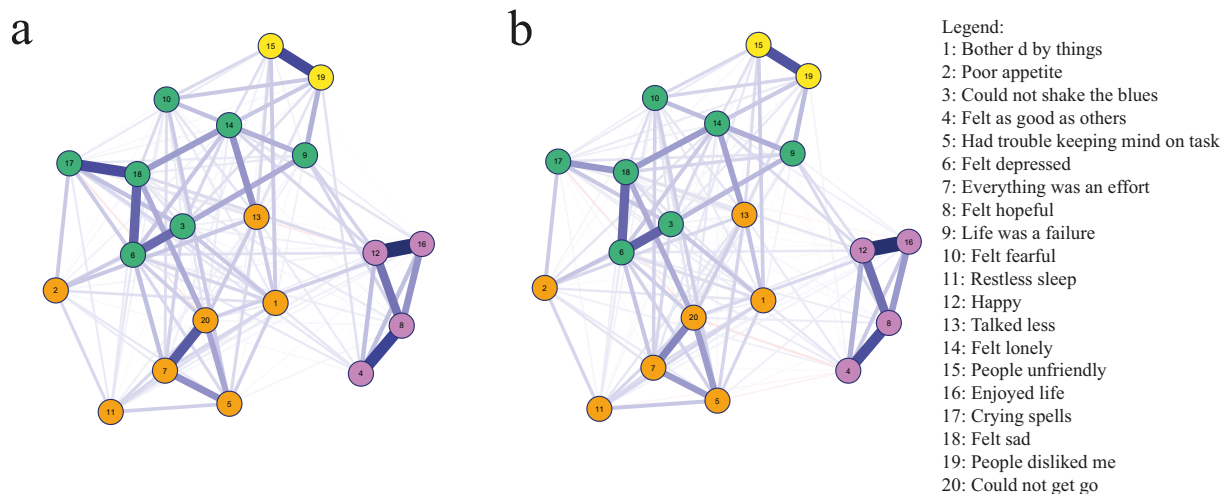 a
b
Legend:
1: Bother d by things
2: Poor appetite
3: Could not shake the blues
4: Felt as good as others
5: Had trouble keeping mind on task
6: Felt depressed
7: Everything was an effort
8: Felt hopeful
9: Life was a failure
10: Felt fearful
11: Restless sleep
12: Happy
13: Talked less
14: Felt lonely
15: People unfriendly
16: Enjoyed life
17: Crying spells
18: Felt sad
19: People disliked me
20: Could not get go
15
19
10
14
9
17
18
3
13
6
12
16
2
1
20
8
7
4
11
5
15
19
10
14
9
17
18
13
3
6
12
16
2
1
20
8
7
4
5
11